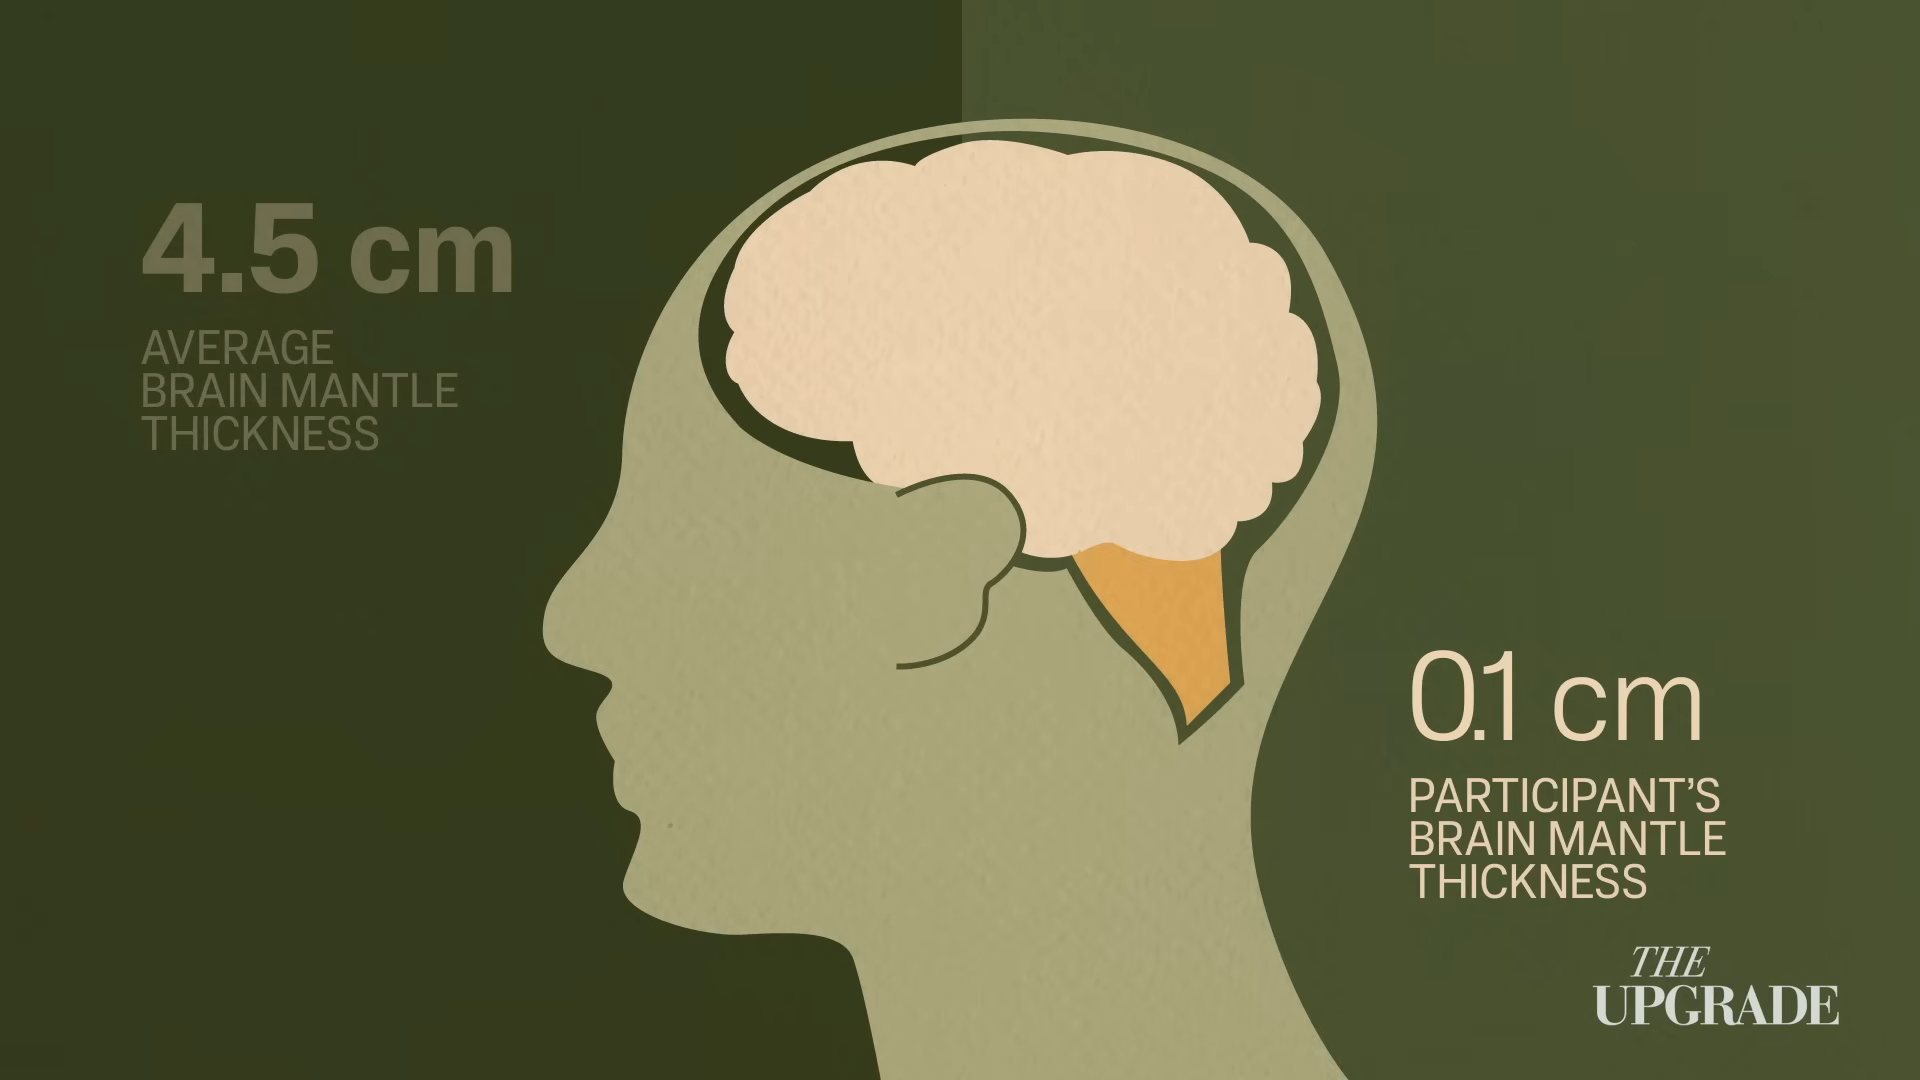 4.5 cm
AVERAGE
BRAIN MANTLE
THICKNESS
0.1 cm
PARTICIPANT’S
BRAIN MANTLE
THICKNESS
THE
UPGRADE